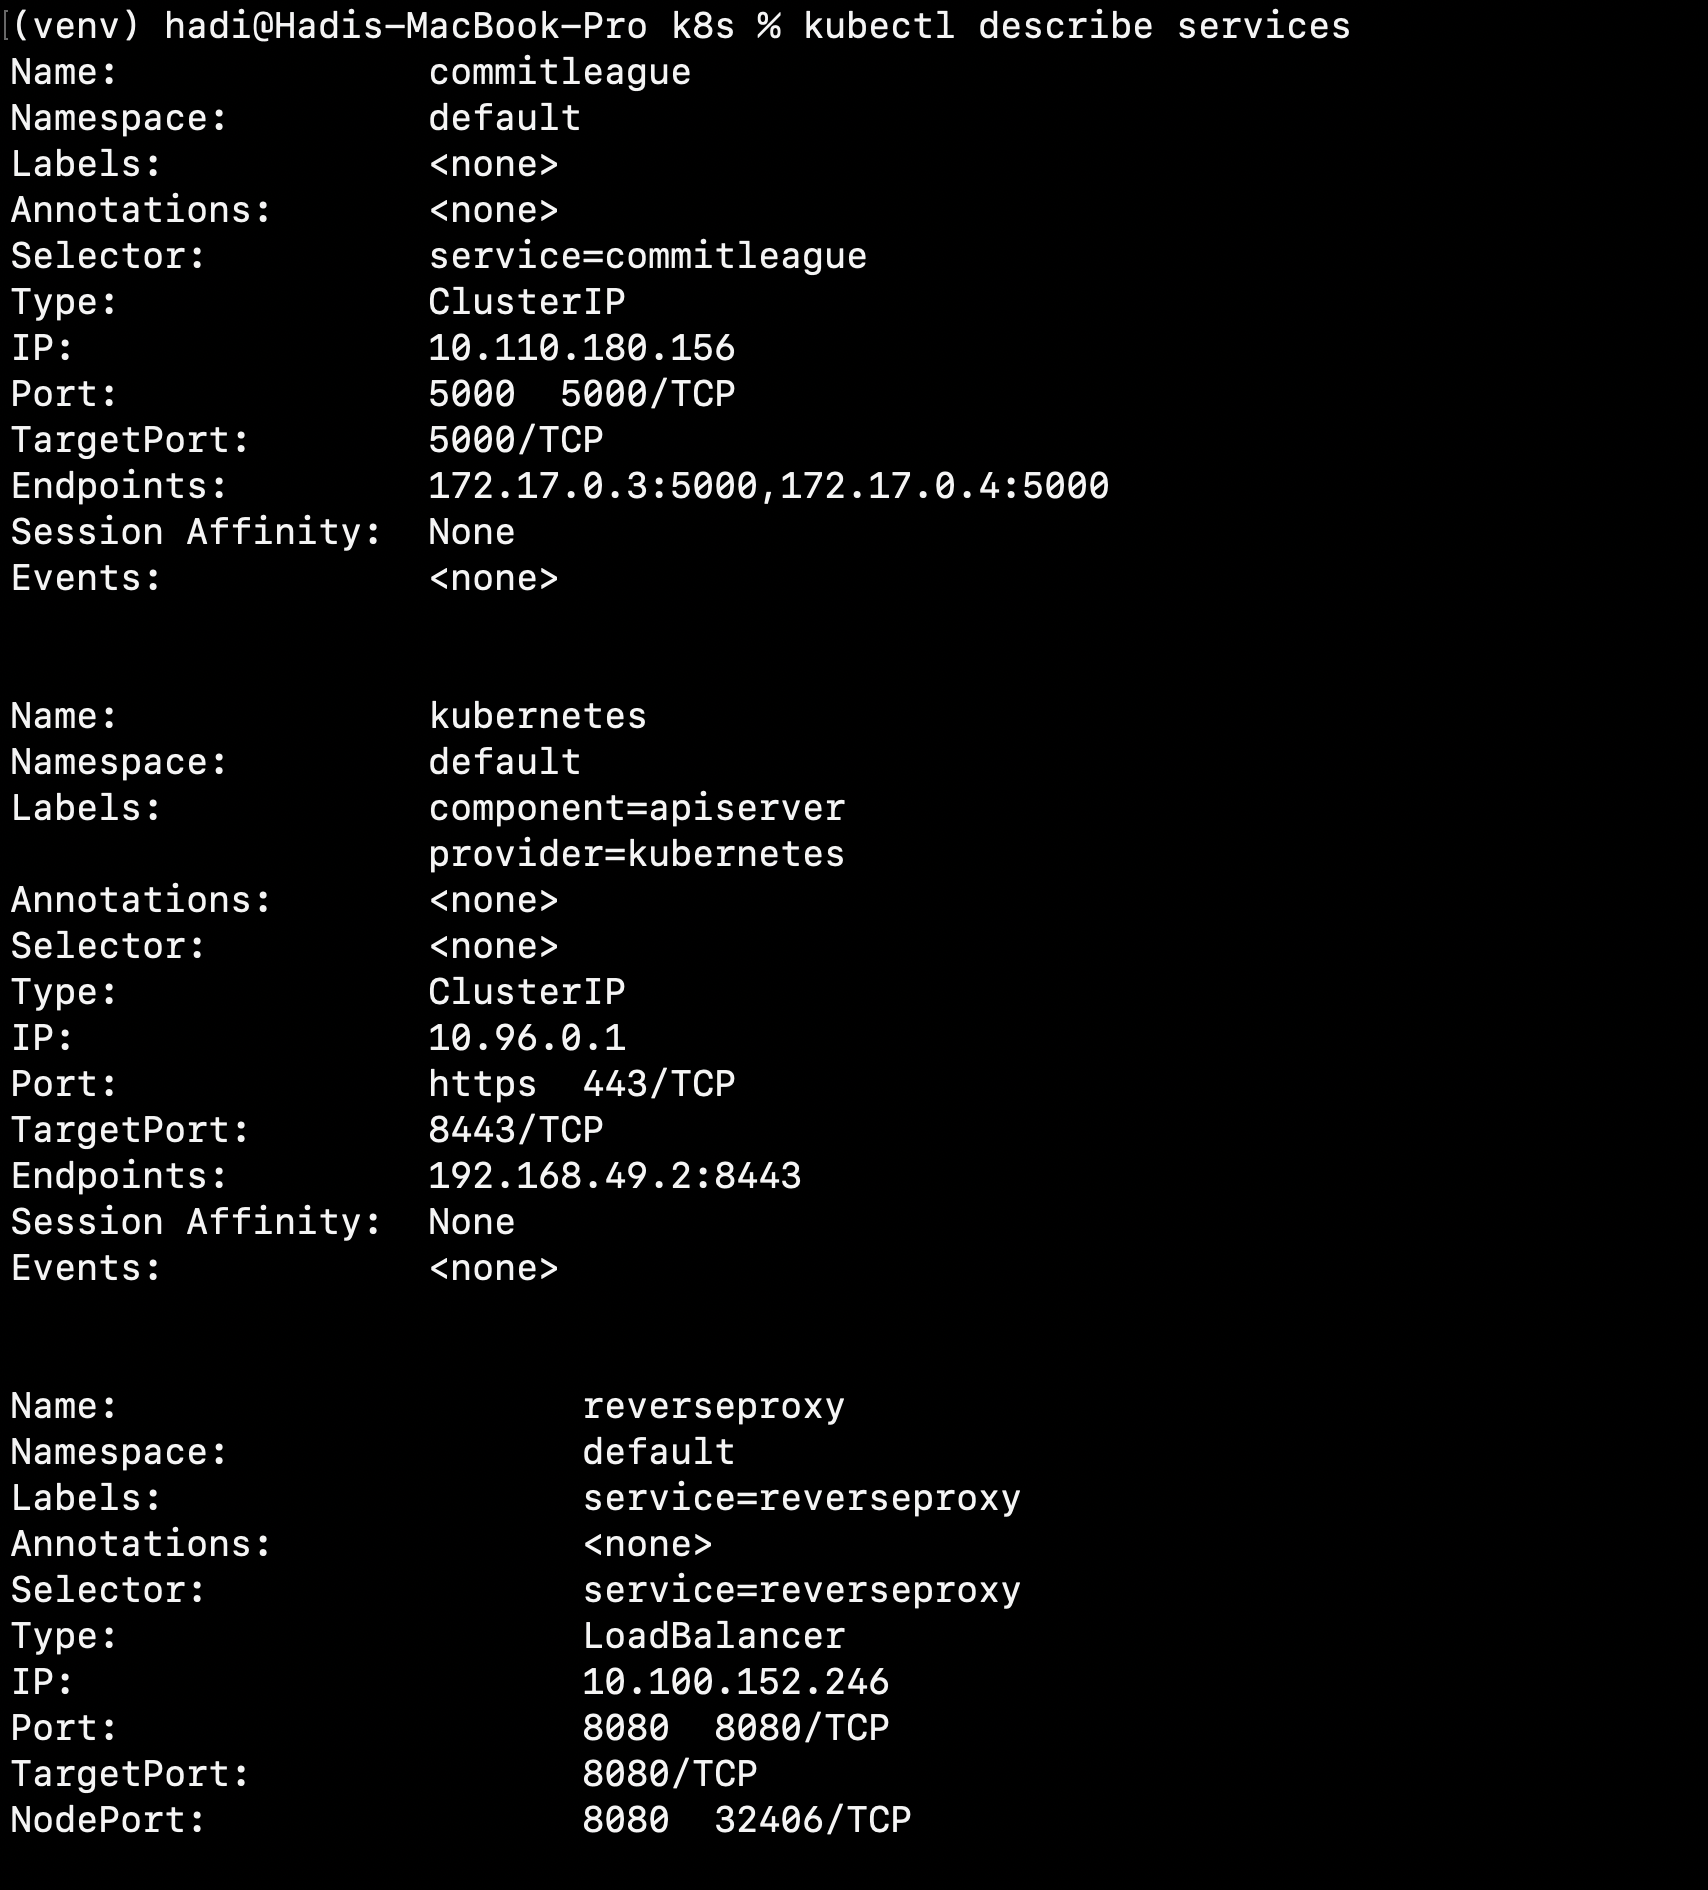 (venv) hadi@Hadis-MacBook-Pro k8s % kubectl describe services
Name:              commitleague
Namespace:         default
Labels:            <none>
Annotations:       <none>
Selector:          service=commitleague
Type:              ClusterIP
IP:                10.110.180.156
Port:              5000  5000/TCP
TargetPort:        5000/TCP
Endpoints:         172.17.0.3:5000,172.17.0.4:5000
Session Affinity:  None
Events:            <none>

Name:              kubernetes
Namespace:         default
Labels:            component=apiserver
                   provider=kubernetes
Annotations:       <none>
Selector:          <none>
Type:              ClusterIP
IP:                10.96.0.1
Port:              https  443/TCP
TargetPort:        8443/TCP
Endpoints:         192.168.49.2:8443
Session Affinity:  None
Events:            <none>

Name:                     reverseproxy
Namespace:                default
Labels:                   service=reverseproxy
Annotations:              <none>
Selector:                 service=reverseproxy
Type:                     LoadBalancer
IP:                       10.100.152.246
Port:                     8080  8080/TCP
TargetPort:               8080/TCP
NodePort:                 8080  32406/TCP